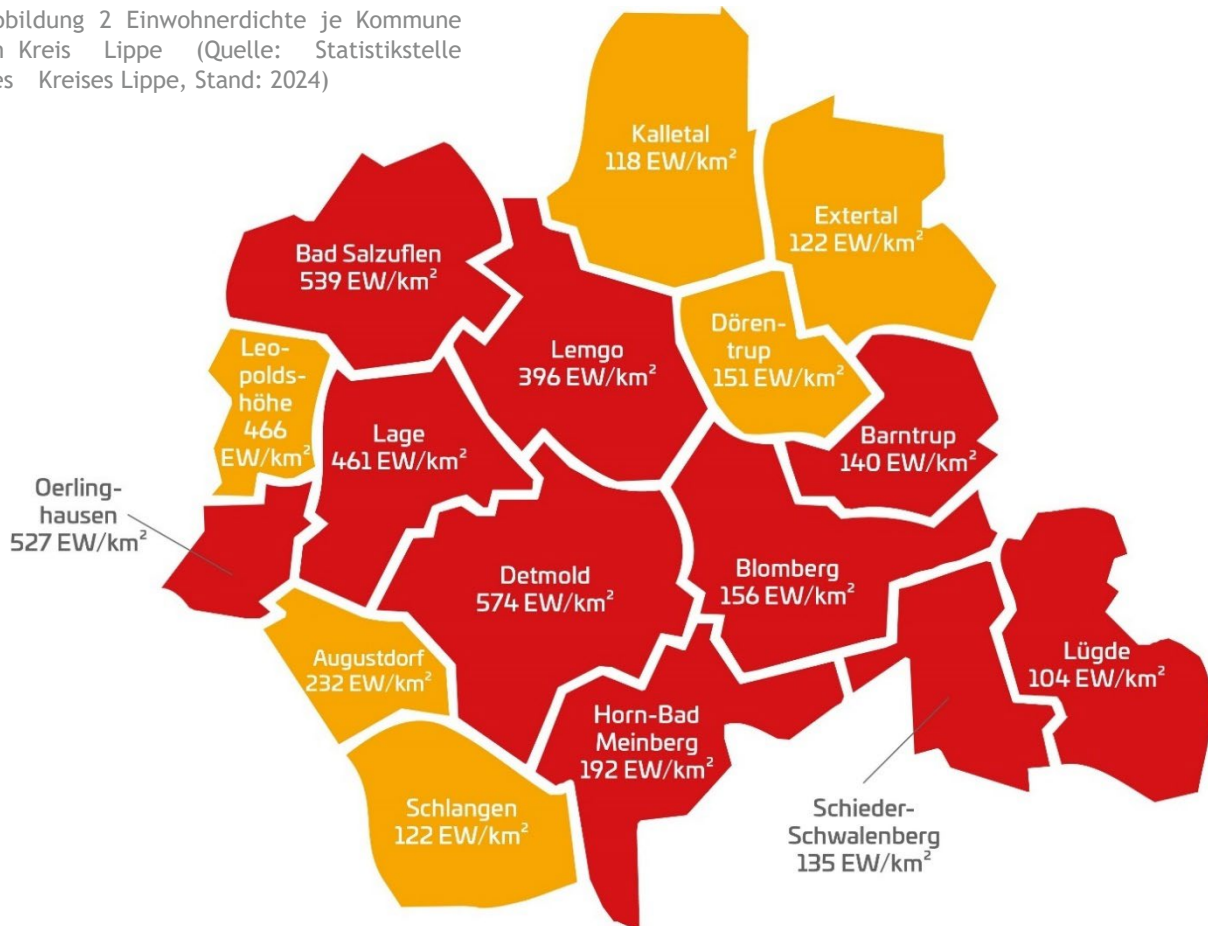 bbildung 2 Einwohnerdichte je Kommune
Kreis Lippe (Quelle: Statistikstelle
es Kreises Lippe, Stand: 2024)
Kalletal
118 EW/km²
Extertal
122 EW/km²
Bad Salzuflen
539 EW/km²
Dören-
trup
151 EW/km²
Lemgo
396 EW/km²
Leo-
polds-
höhe
466
EW/km²
Lage
461 EW/km²
Barntrup
140 EW/km²
Oerling-
hausen
527 EW/km²
Detmold
574 EW/km²
Blomberg
156 EW/km²
Augustdorf
232 EW/km²
Lügde
104 EW/km²
Horn-Bad
Meinberg
192 EW/km²
Schlangen
122 EW/km²
Schieder-
Schwalenberg
135 EW/km²